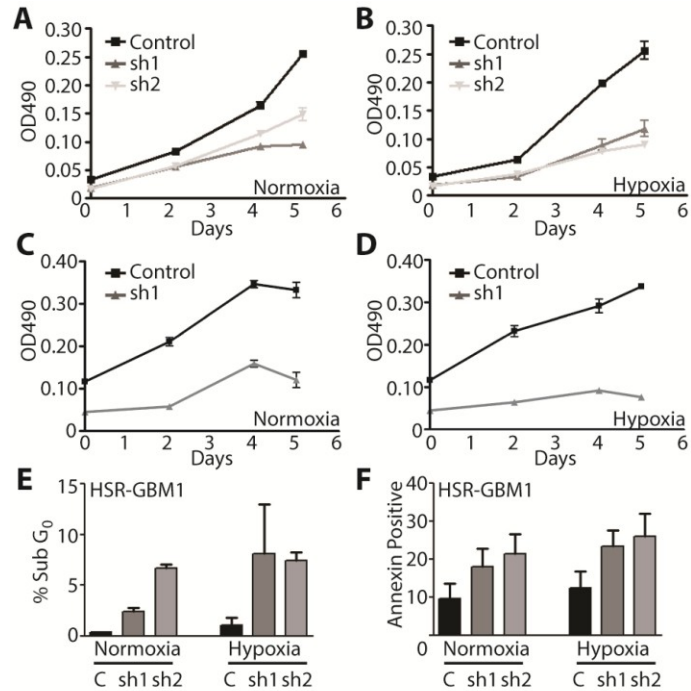 A
0.30
0.25
0.20
0.15
0.10
0.05
0
OD490
Control
sh1
sh2
Normoxia
0 1 2 3 4 5 6
Days
B
0.30
0.25
0.20
0.15
0.10
0.05
0
OD490
Control
sh1
sh2
Hypoxia
0 1 2 3 4 5 6
Days
C
0.40
0.30
0.20
0.10
0
OD490
Control
sh1
Normoxia
0 1 2 3 4 5 6
Days
D
0.40
0.30
0.20
0.10
0
OD490
Control
sh1
Hypoxia
0 1 2 3 4 5 6
Days
E
15
10
5
0
% Sub G0
HSR-GBM1
Normoxia Hypoxia
C sh1 sh2 C sh1 sh2
F
40
30
20
10
0
Annexin Positive
HSR-GBM1
Normoxia Hypoxia
C sh1 sh2 C sh1 sh2